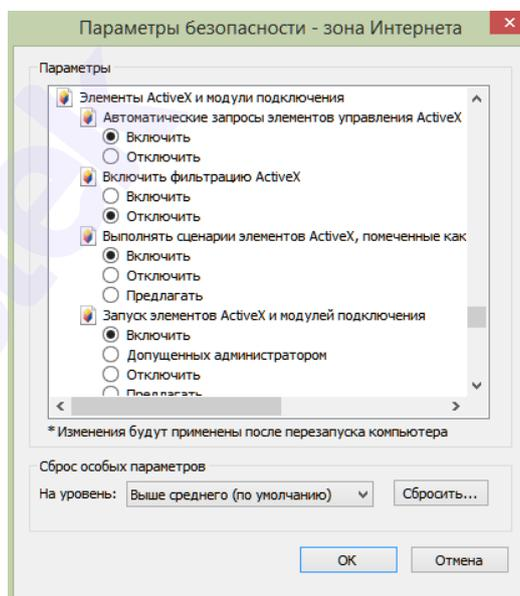 Параметры безопасности - зона Интернета
Параметры
Элементы ActiveX и модули подключения
Автоматические запросы элементов управления ActiveX
Включить
Отключить
Включить фильтрацию ActiveX
Включить
Отключить
Выполнять сценарии элементов ActiveX, помеченные как
Включить
Отключить
Предлагать
Запуск элементов ActiveX и модулей подключения
Включить
Допущенных администратором
Отключить
Предлагать
* Изменения будут применены после перезапуска компьютера
Сброс особых параметров
На уровень: Выше среднего (по умолчанию) Сбросить...
ОК Отмена